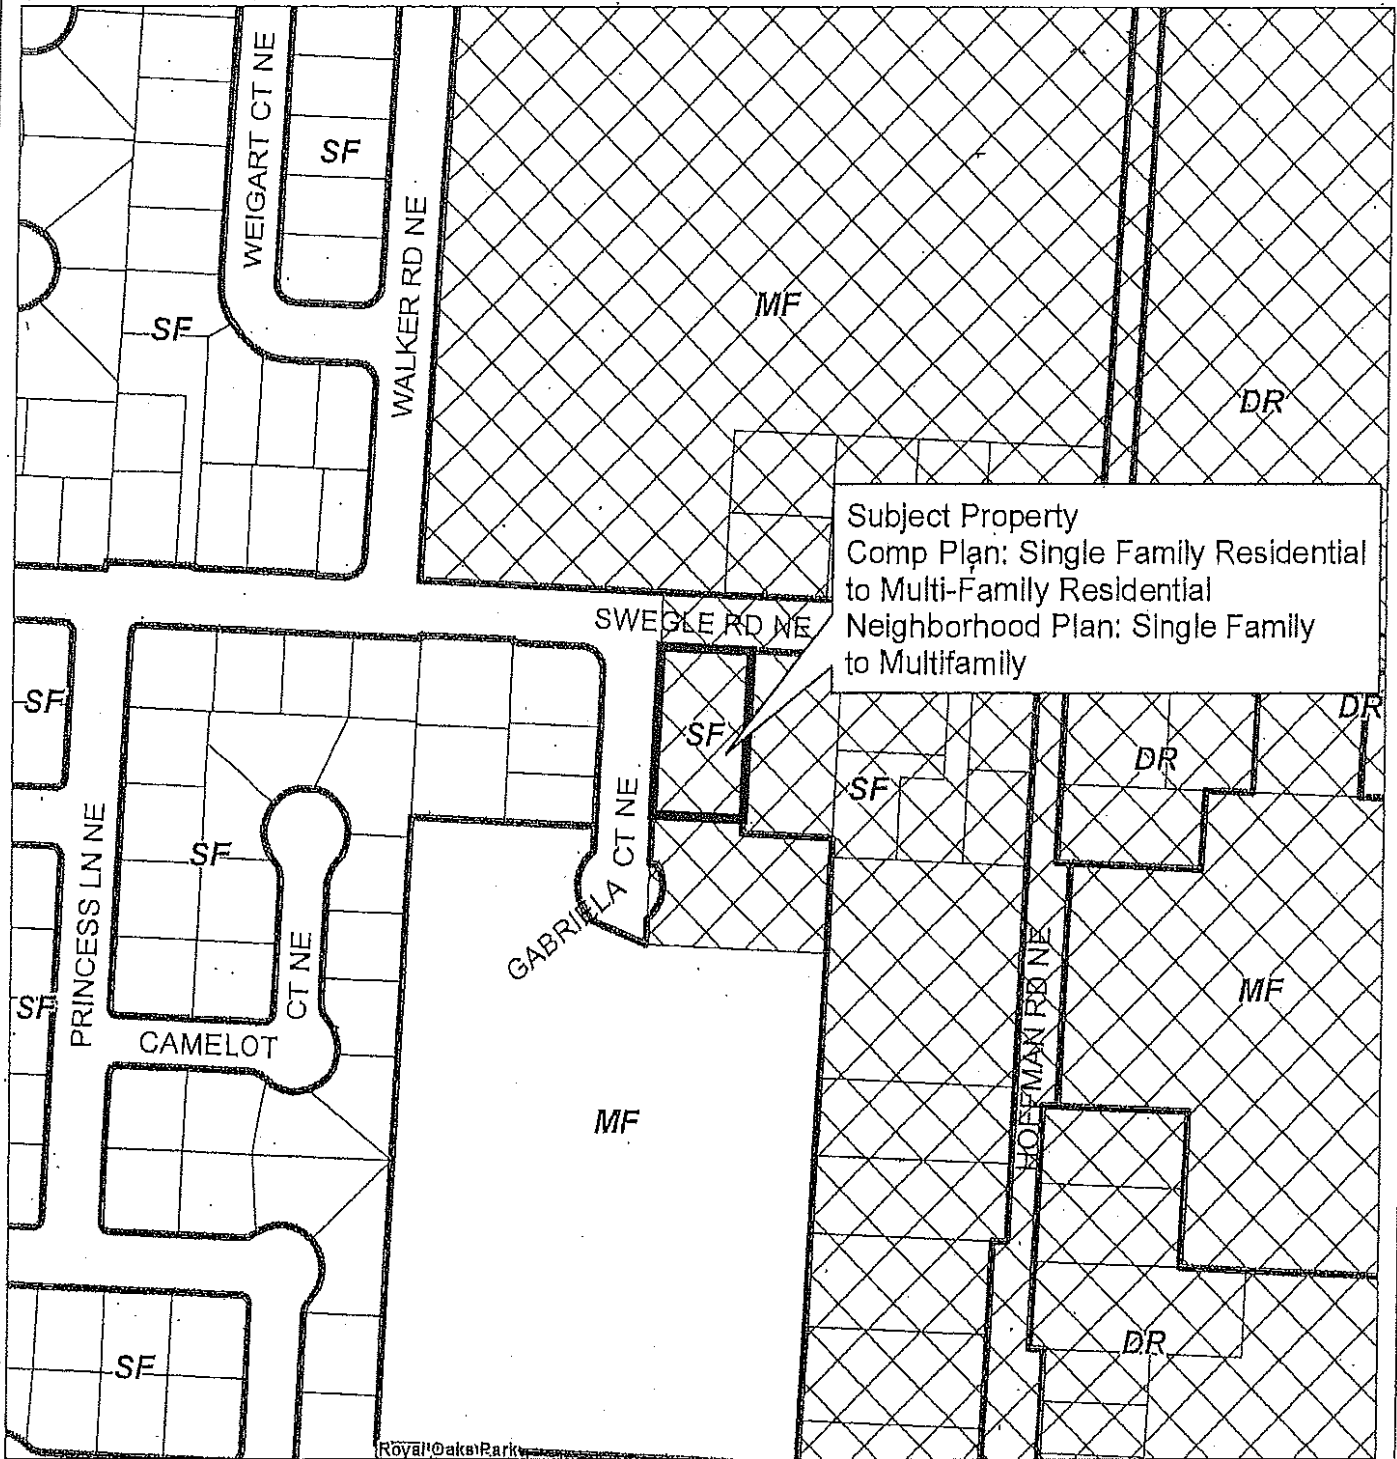 WEIGART CT NE
SF
WALKER RD NE
SF
MF
DR
Subject Property
Comp Plan: Single Family Residential
to Multi-Family Residential
Neighborhood Plan: Single Family
to Multifamily
SWEGLE RD NE
SF
SF
SF
DR
DR
SF
SF
PRINCESS LN NE
GABRIELLA CT NE
CT NE
CAMELOT
SF
MF
HOFFMAN RD NE
MF
SF
DR
Royal Oaks Park